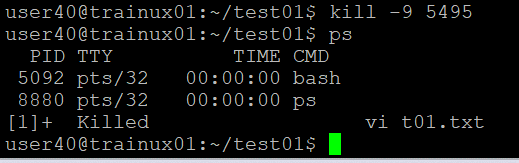 user40@trainux01:~/test01$ kill -9 5495
user40@trainux01:~/test01$ ps
  PID TTY          TIME CMD
 5092 pts/32   00:00:00 bash
 8880 pts/32   00:00:00 ps
[1]+  Killed                  vi t01.txt
user40@trainux01:~/test01$